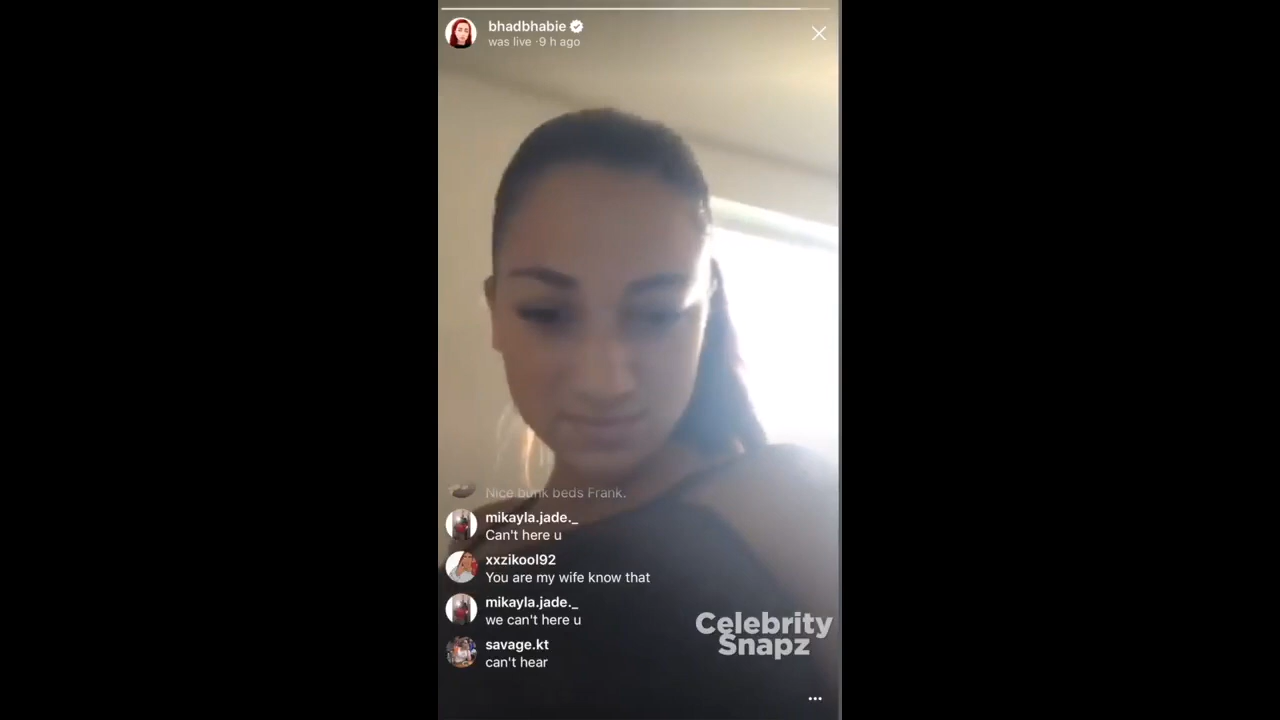 bhadbhabie
was live · 9 h ago
Nice bunk beds Frank.
mikayla.jade._
Can't here u
xxzikool92
You are my wife know that
mikayla.jade._
we can't here u
savage.kt
can't hear
Celebrity
Snapz